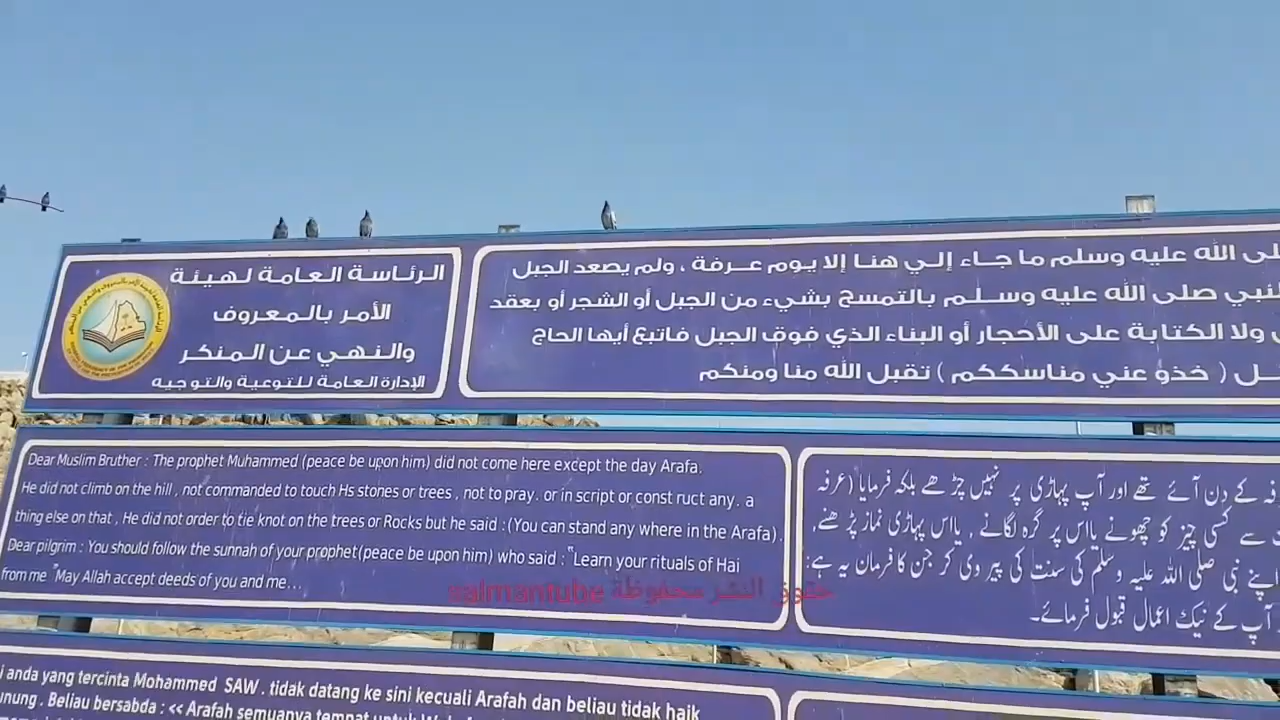 الرئاسة العامة لهيئة
الأمر بالمعروف
والنهي عن المنكر
الإدارة العامة للتوعية والتوجيه
الله عليه وسلم ما جاء إلي هنا إلا يوم عرفة ، ولم يصعد الجبل
صلى الله عليه وسلم بالتمسح بشيء من الجبل أو الشجر أو بعقد
ولا الكتابة على الأحجار أو البناء الذي فوق الجبل فاتبع أيها الحاج
( خذو عني مناسككم ) تقبل الله منا ومنكم
Dear Muslim Bruther : The prophet Muhammed (peace be upon him) did not come here except the day Arafa.
He did not climb on the hill , not commanded to touch Hs stones or trees , not to pray. or in script or const ruct any. a
thing else on that , He did not order to tie knot on the trees or Rocks but he said : (You can stand any where in the Arafa).
Dear pilgrim : You should follow the sunnah of your prophet(peace be upon him) who said : "Learn your rituals of Hai
from me "May Allah accept deeds of you and me...
کے دن آئے تھے اور آپ پہاڑی پر نہیں چڑھے بلکہ فرمایا (عرفہ
سے کسی چیز کو چھونے یااس پر گرہ لگانے , یااس پہاڑی نماز پڑھنے,
اپنے نبی صلی اللہ علیہ وسلم کی سنت کی پیروی کر جن کا فرمان یہ ہے:
آپ کے نیک اعمال قبول فرمائے۔
salmantube حقوق النشر محفوظة
anda yang tercinta Mohammed SAW . tidak datang ke sini kecuali Arafah dan beliau tidak haik
Beliau bersabda : << Arafah semuanya tempat untuk